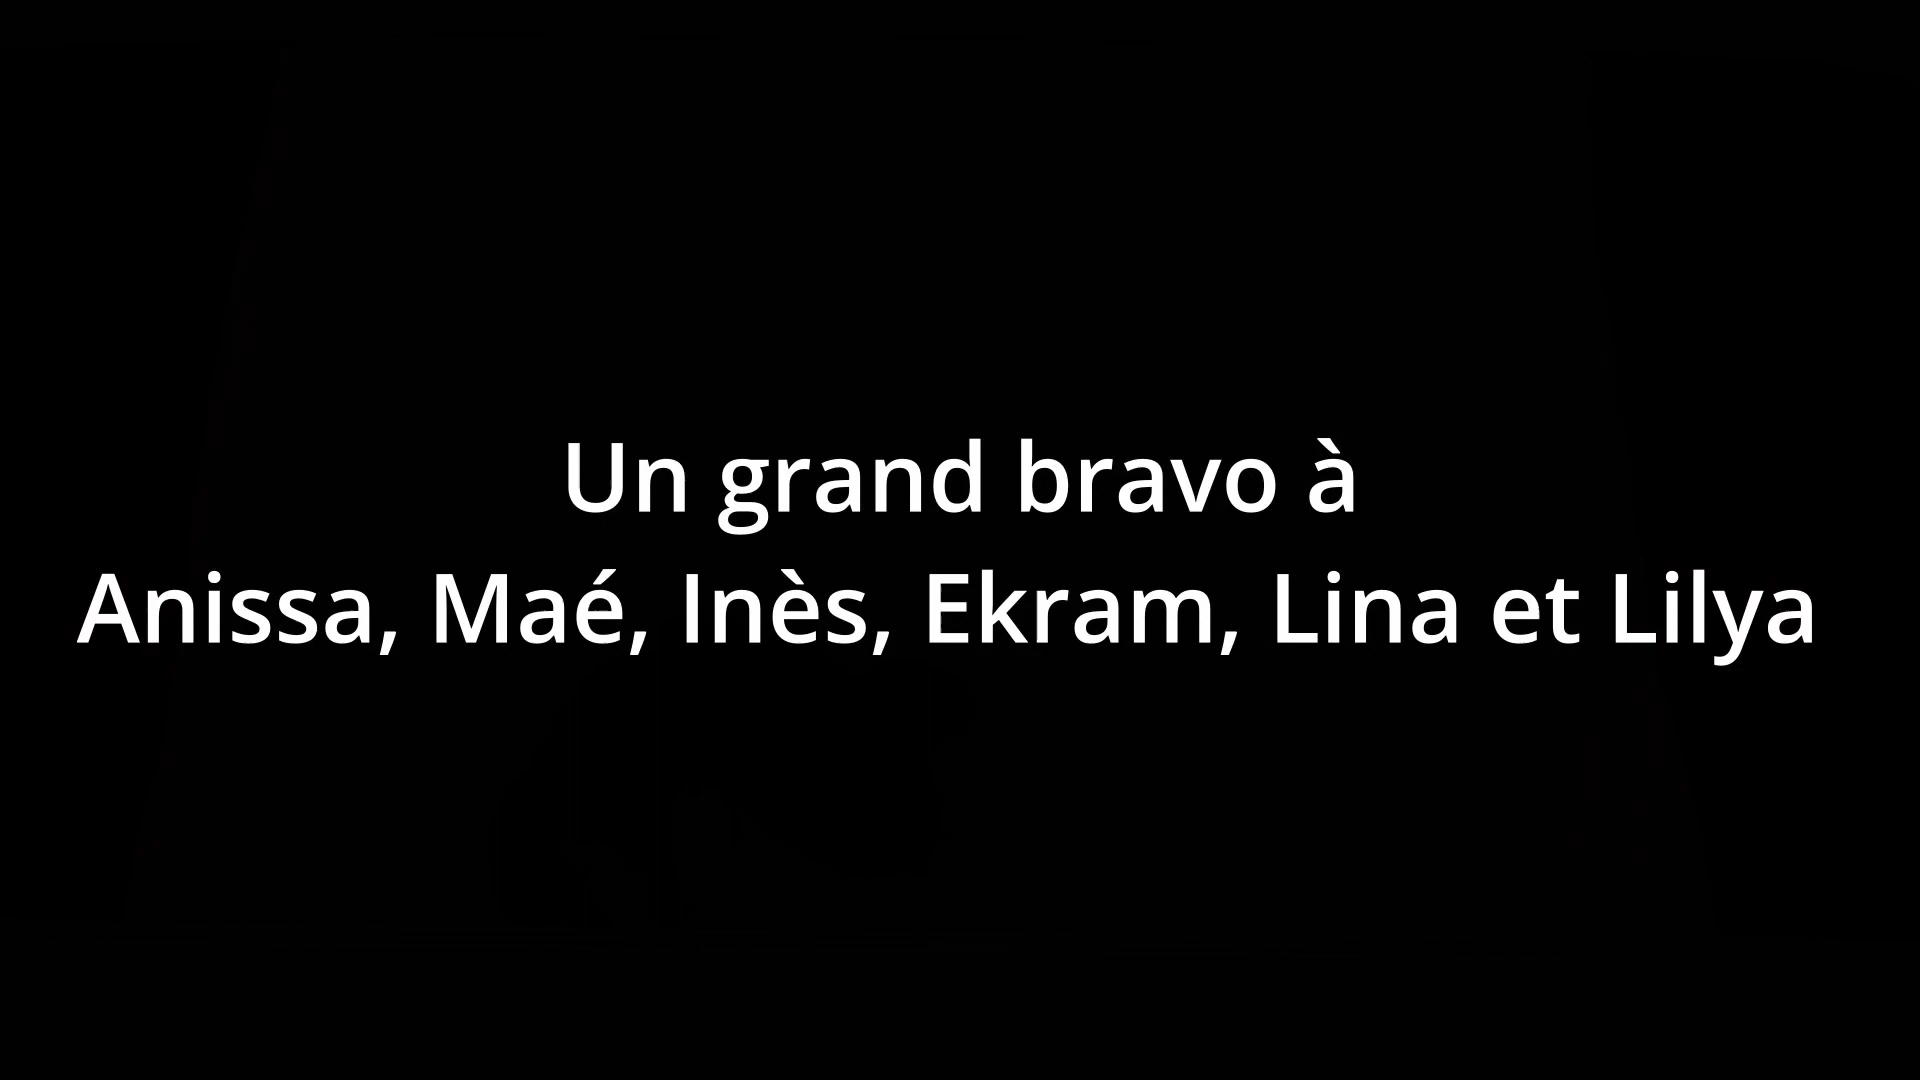 Un grand bravo à
Anissa, Maé, Inès, Ekram, Lina et Lilya